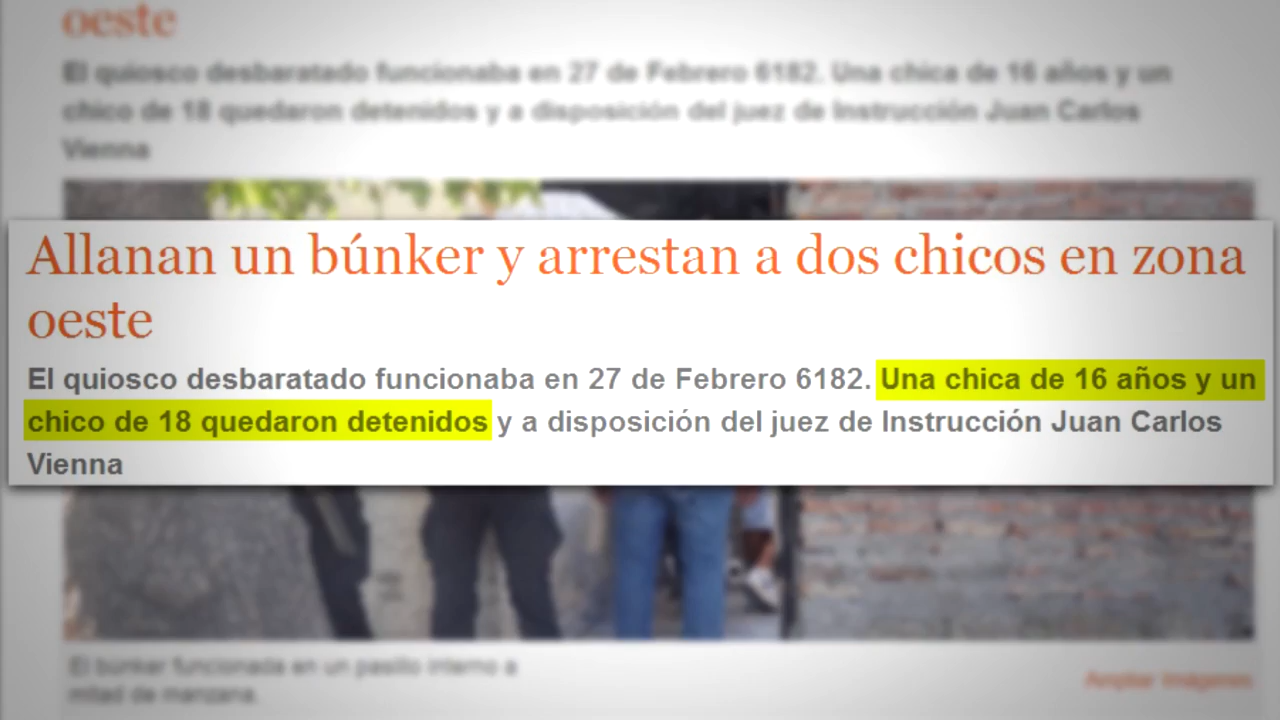 oeste
El quiosco desbaratado funcionaba en 27 de Febrero 6182. Una chica de 16 años y un
chico de 18 quedaron detenidos y a disposición del juez de Instrucción Juan Carlos
Vienna
Allanan un búnker y arrestan a dos chicos en zona
oeste
El quiosco desbaratado funcionaba en 27 de Febrero 6182. Una chica de 16 años y un
chico de 18 quedaron detenidos y a disposición del juez de Instrucción Juan Carlos
Vienna
El búnker funcionada en un pasillo interno a
mitad de manzana.
Ampliar Imágenes